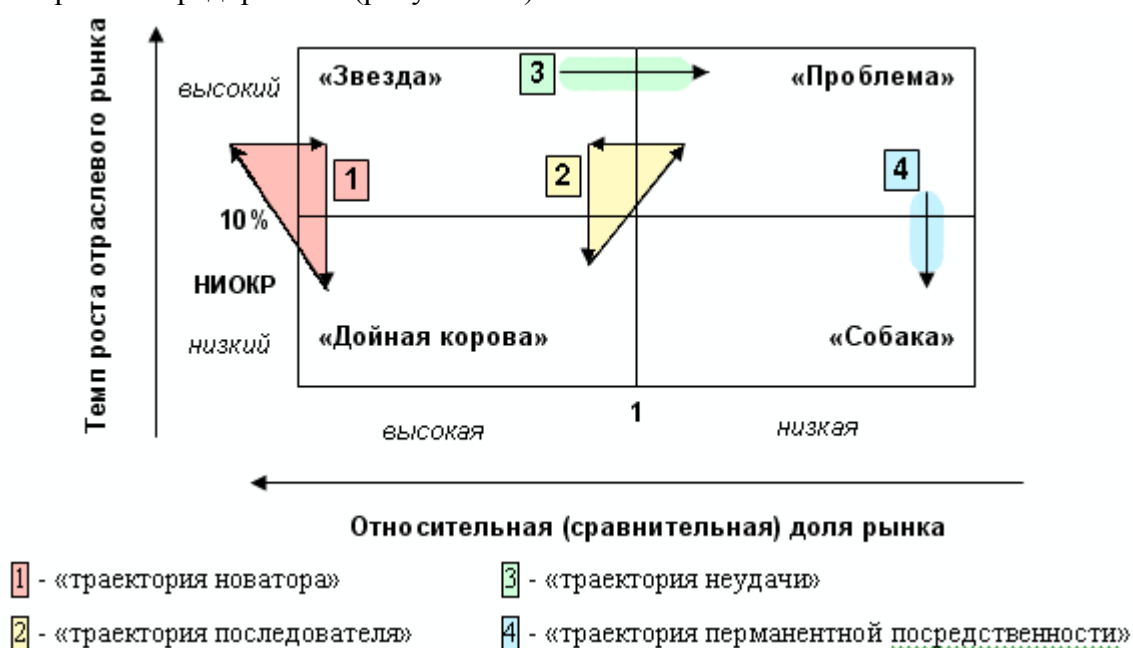 Темп роста отраслевого рынка
высокий
10%
НИОКР
низкий
«Звезда»
3
«Проблема»
1
2
4
«Дойная корова»
«Собака»
1
высокая
низкая
Относительная (сравнительная) доля рынка
1 - «траектория новатора»
3 - «траектория неудачи»
2 - «траектория последователя»
4 - «траектория перманентной посредственности»